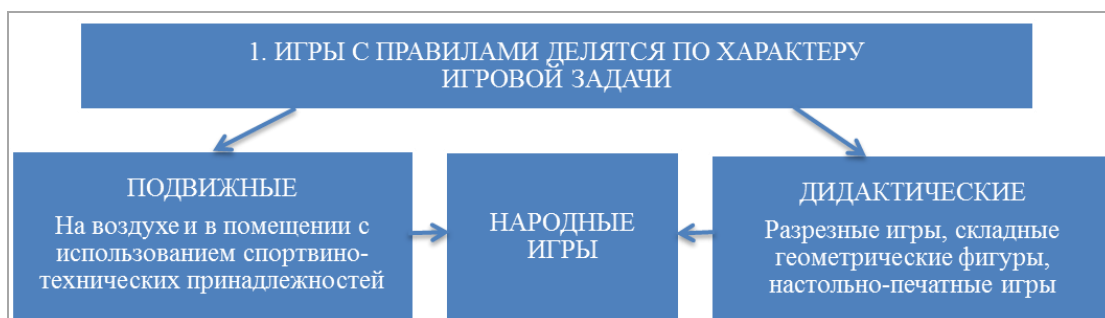 1. ИГРЫ С ПРАВИЛАМИ ДЕЛЯТСЯ ПО ХАРАКТЕРУ
ИГРОВОЙ ЗАДАЧИ
ПОДВИЖНЫЕ
На воздухе и в помещении с
использованием спортвино-
технических принадлежностей
НАРОДНЫЕ
ИГРЫ
ДИДАКТИЧЕСКИЕ
Разрезные игры, складные
геометрические фигуры,
настольно-печатные игры